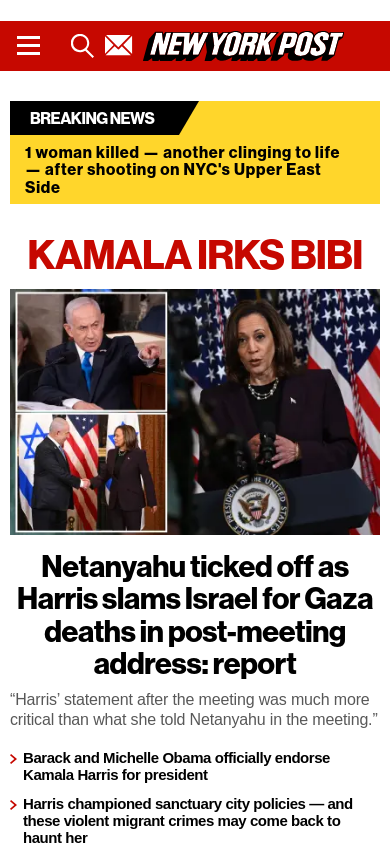 NEW YORK POST
BREAKING NEWS
1 woman killed — another clinging to life
— after shooting on NYC's Upper East
Side
KAMALA IRKS BIBI
VICE PRESIDENT
Netanyahu ticked off as
Harris slams Israel for Gaza
deaths in post-meeting
address: report
“Harris’ statement after the meeting was much more
critical than what she told Netanyahu in the meeting.”
Barack and Michelle Obama officially endorse
Kamala Harris for president
Harris championed sanctuary city policies — and
these violent migrant crimes may come back to
haunt her